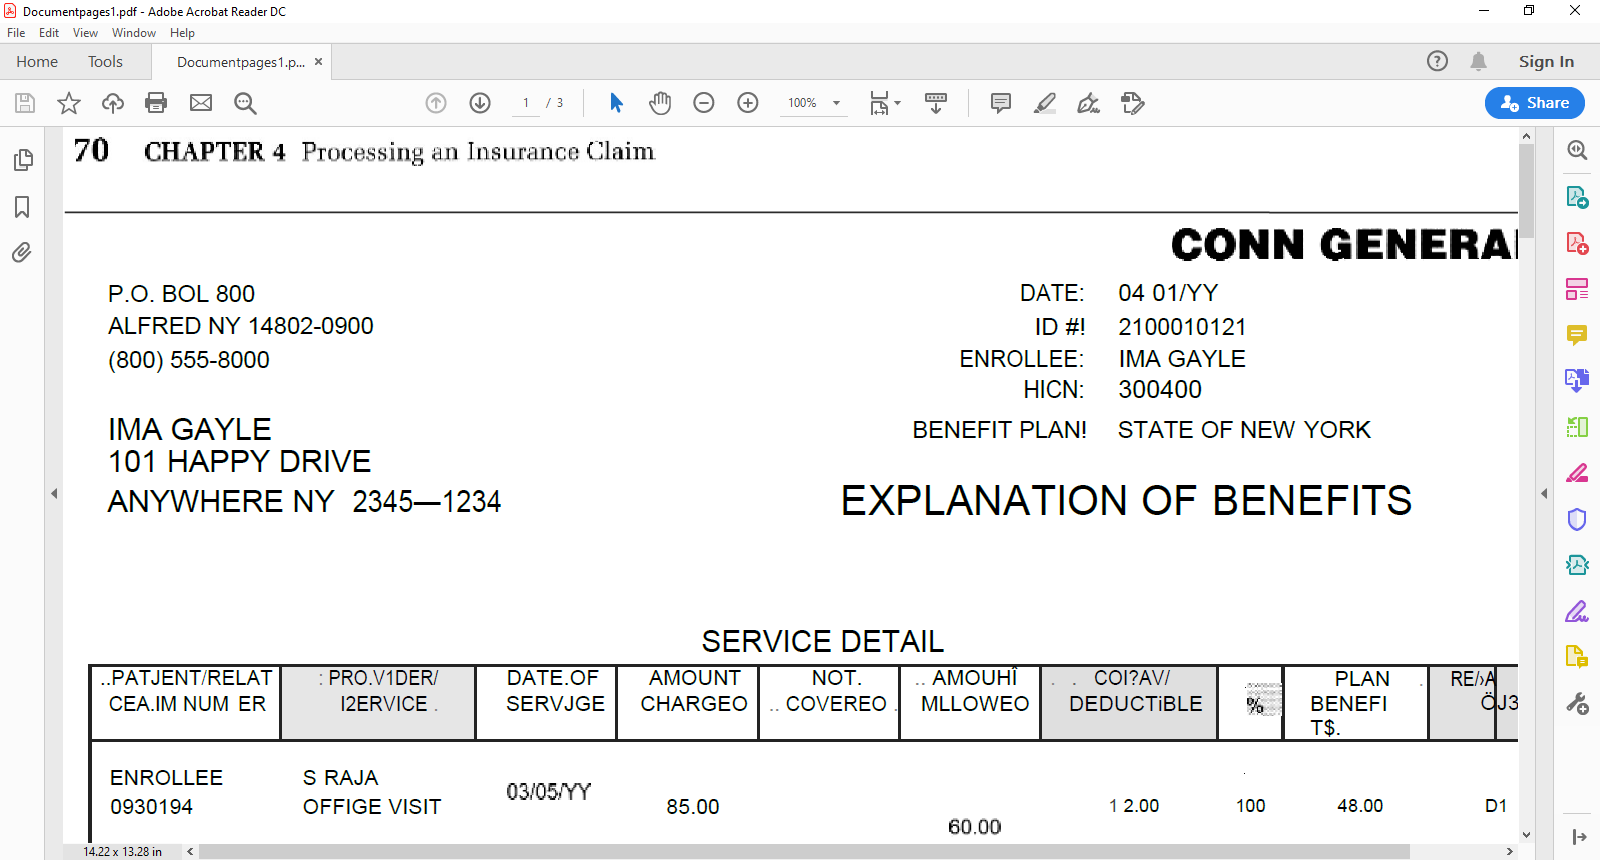 Documentpages1.pdf - Adobe Acrobat Reader DC
File Edit View Window Help
Home Tools Documentpages1.p... × Sign In
1 / 3 100% Share
70 CHAPTER 4 Processing an Insurance Claim
CONN GENERA
P.O. BOL 800 DATE: 04 01/YY
ALFRED NY 14802-0900 ID #! 2100010121
(800) 555-8000 ENROLLEE: IMA GAYLE
HICN: 300400
IMA GAYLE BENEFIT PLAN! STATE OF NEW YORK
101 HAPPY DRIVE
ANYWHERE NY 2345—1234 EXPLANATION OF BENEFITS
SERVICE DETAIL
..PATJENT/RELAT : PRO.V1DER/ DATE.OF AMOUNT NOT. .. AMOUHÎ . . COI?AV/ % PLAN . RE/›A
CEA.IM NUM ER I2ERVICE . SERVJGE CHARGEO .. COVEREO . MLLOWEO DEDUCTiBLE BENEFI ÖJ3
T$.
ENROLLEE S RAJA 03/05/YY
0930194 OFFIGE VISIT 85.00 1 2.00 100 48.00 D1
60.00
14.22 x 13.28 in